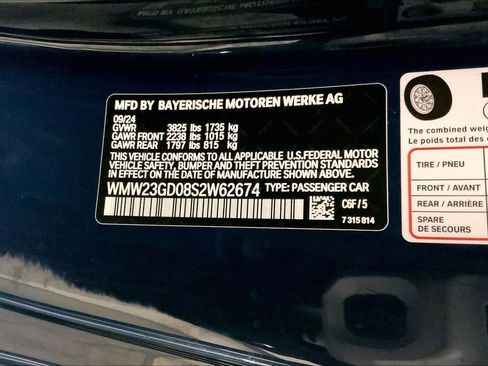 MFD BY BAYERISCHE MOTOREN WERKE AG
09/24
GVWR 3825 lbs 1735 kg
GAWR FRONT 2238 lbs 1015 kg
GAWR REAR 1797 lbs 815 kg
THIS VEHICLE CONFORMS TO ALL APPLICABLE U.S.FEDERAL MOTOR
VEHICLE SAFETY, BUMPER AND THEFT PREVENTION STANDARDS
IN EFFECT ON THE DATE OF MANUFACTURE SHOWN ABOVE.
WMW23GD08S2W62674 TYPE: PASSENGER CAR
C6F / 5
7 315 814
The combined weight
Le poids total des
TIRE / PNEU
FRONT / AVANT
REAR / ARRIÈRE
SPARE
DE SECOURS